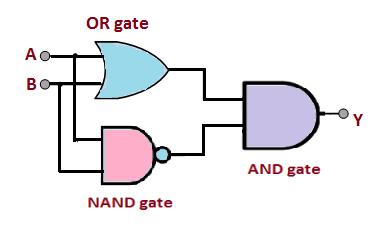 OR gate
A
B
Y
AND gate
NAND gate